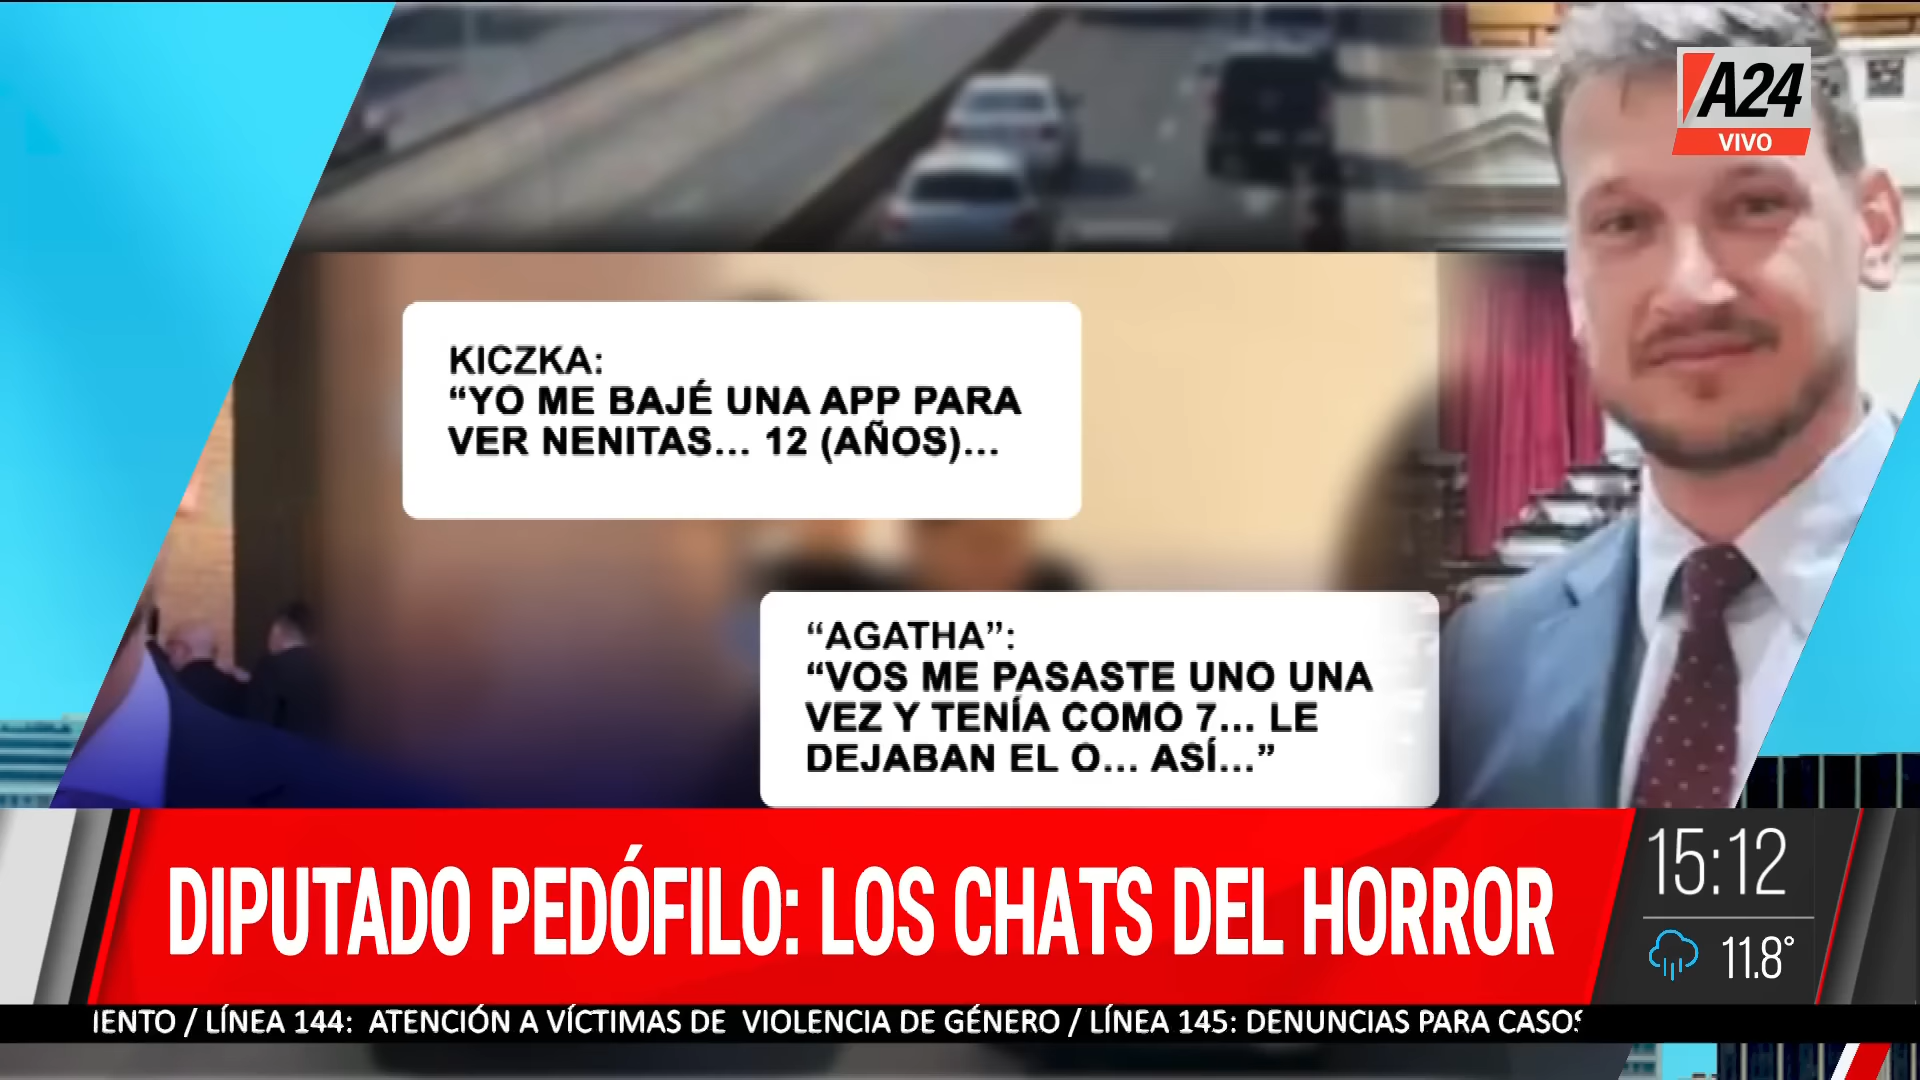 A24
VIVO
KICZKA:
“YO ME BAJÉ UNA APP PARA
VER NENITAS... 12 (AÑOS)...
“AGATHA”:
“VOS ME PASASTE UNO UNA
VEZ Y TENÍA COMO 7... LE
DEJABAN EL O... ASÍ...”
DIPUTADO PEDÓFILO: LOS CHATS DEL HORROR
15:12
11.8°
IENTO / LÍNEA 144: ATENCIÓN A VÍCTIMAS DE VIOLENCIA DE GÉNERO / LÍNEA 145: DENUNCIAS PARA CASOS